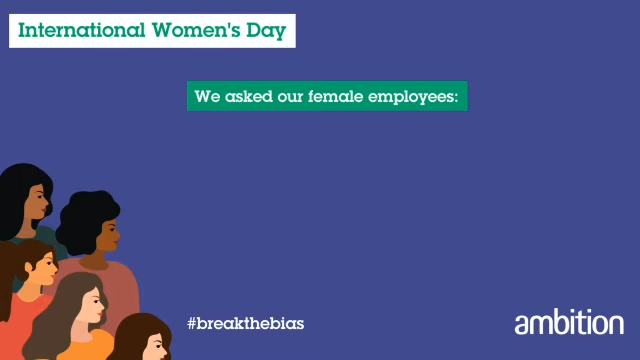 International Women's Day
We asked our female employees:
#breakthebias
ambition